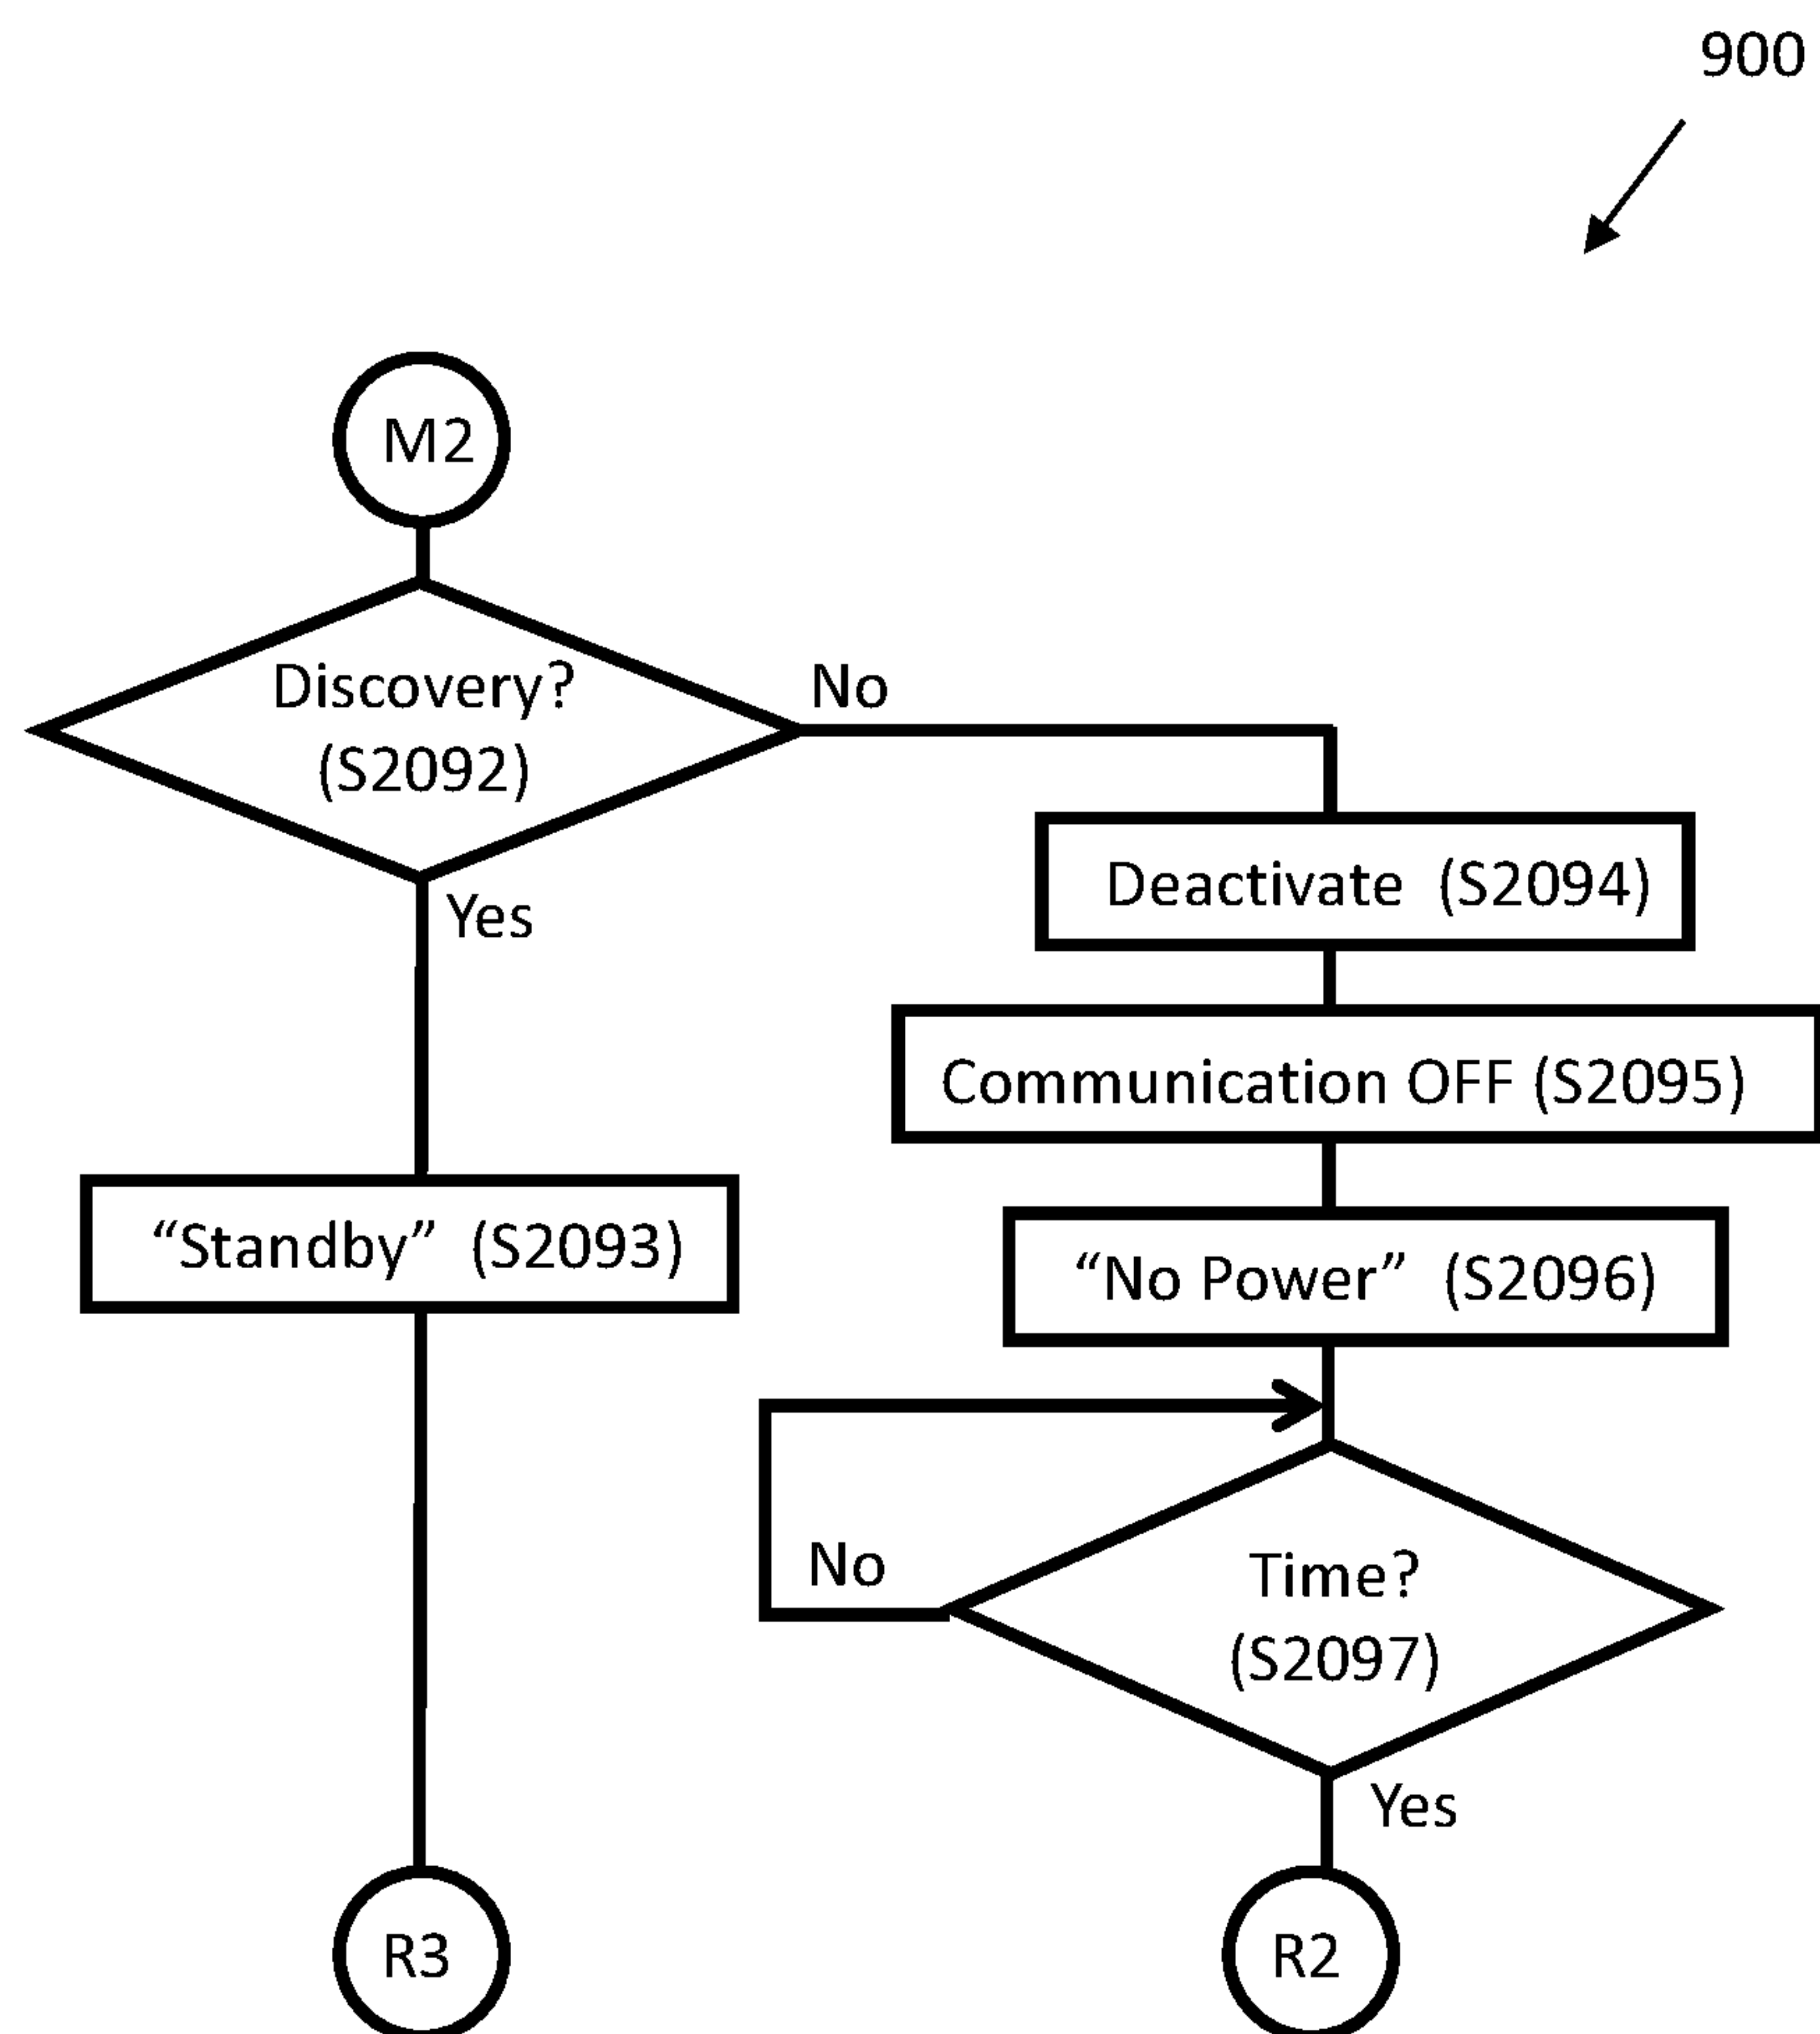 900
M2
Discovery?
(S2092)
No
Yes
Deactivate (S2094)
Communication OFF (S2095)
“Standby” (S2093)
“No Power” (S2096)
No
Time?
(S2097)
Yes
R3
R2